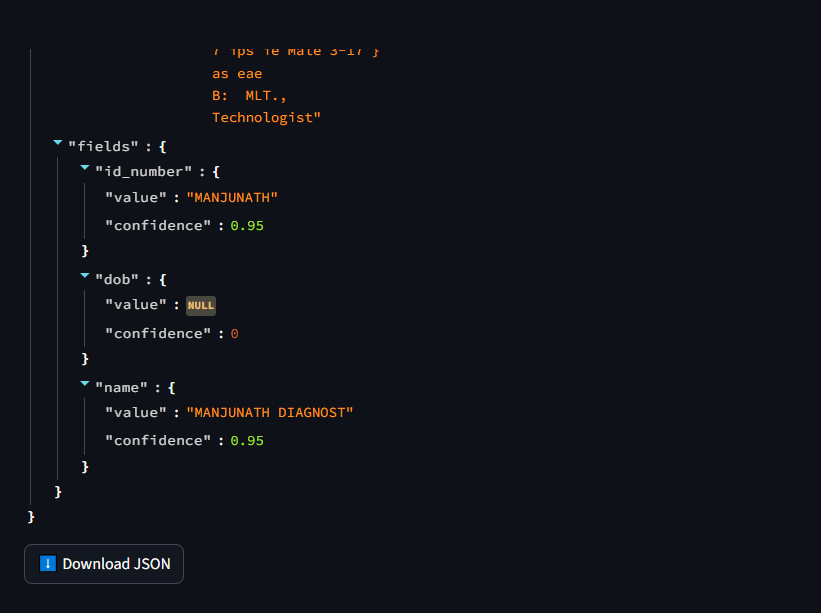 7 ips fe Male 3-17 }
as eae
B:  MLT.,
Technologist"
"fields" : {
"id_number" : {
"value" : "MANJUNATH"
"confidence" : 0.95
}
"dob" : {
"value" : NULL
"confidence" : 0
}
"name" : {
"value" : "MANJUNATH DIAGNOST"
"confidence" : 0.95
}
}
}
Download JSON